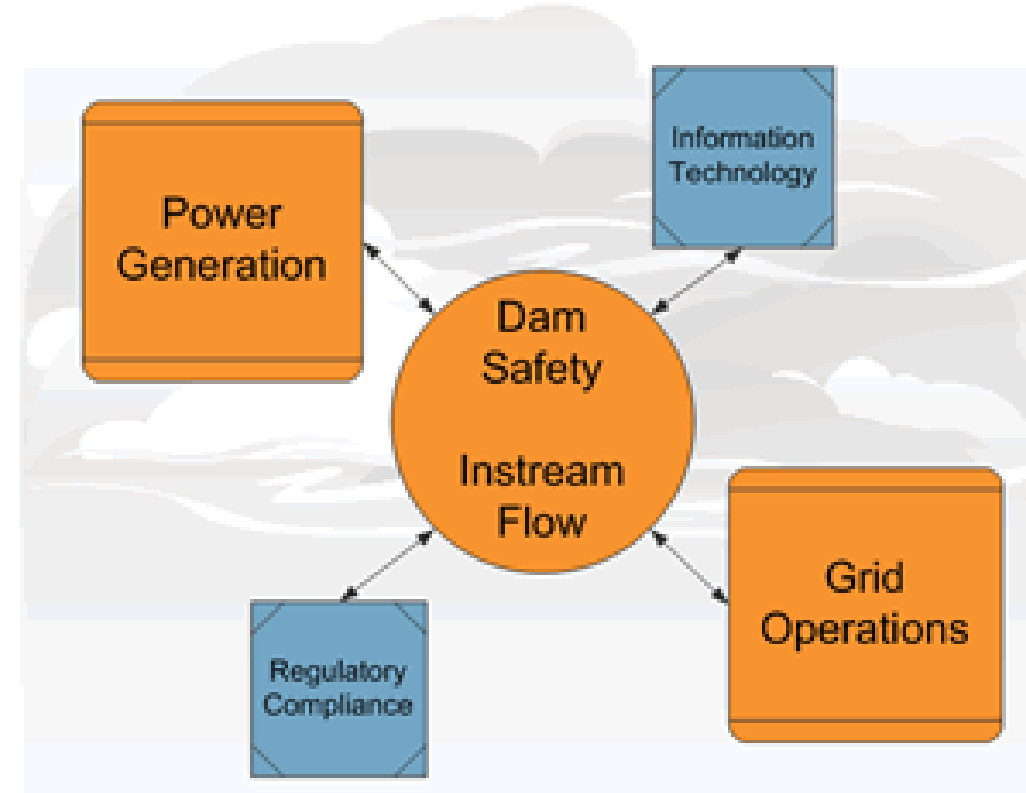 Information
Technology
Power
Generation
Dam
Safety
Instream
Flow
Grid
Operations
Regulatory
Compliance